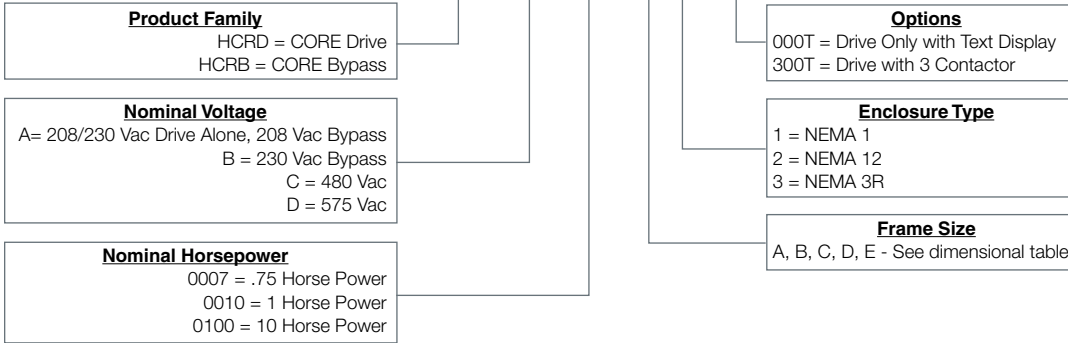 Product Family
HCRD = CORE Drive
HCRB = CORE Bypass
Nominal Voltage
A= 208/230 Vac Drive Alone, 208 Vac Bypass
B = 230 Vac Bypass
C = 480 Vac
D = 575 Vac
Nominal Horsepower
0007 = .75 Horse Power
0010 = 1 Horse Power
0100 = 10 Horse Power
Options
000T = Drive Only with Text Display
300T = Drive with 3 Contactor
Enclosure Type
1 = NEMA 1
2 = NEMA 12
3 = NEMA 3R
Frame Size
A, B, C, D, E - See dimensional table